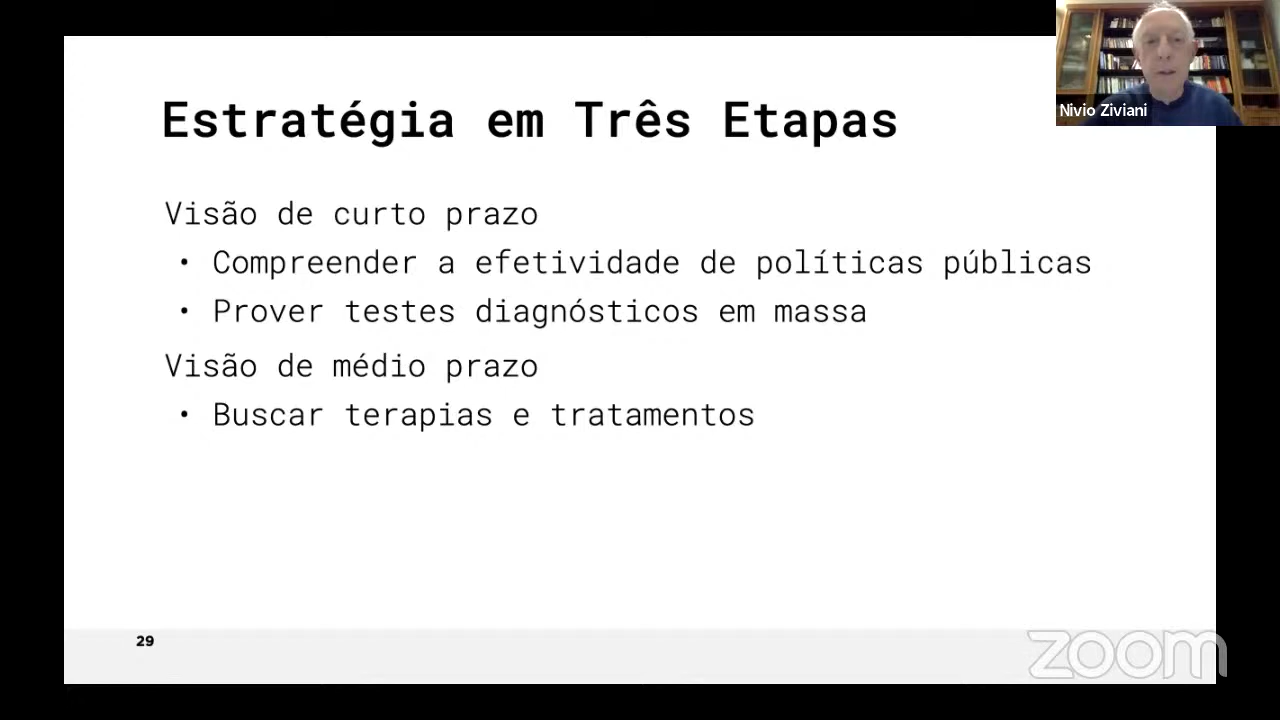 Nivio Ziviani
Estratégia em Três Etapas
Visão de curto prazo
• Compreender a efetividade de políticas públicas
• Prover testes diagnósticos em massa
Visão de médio prazo
• Buscar terapias e tratamentos
29
zoom